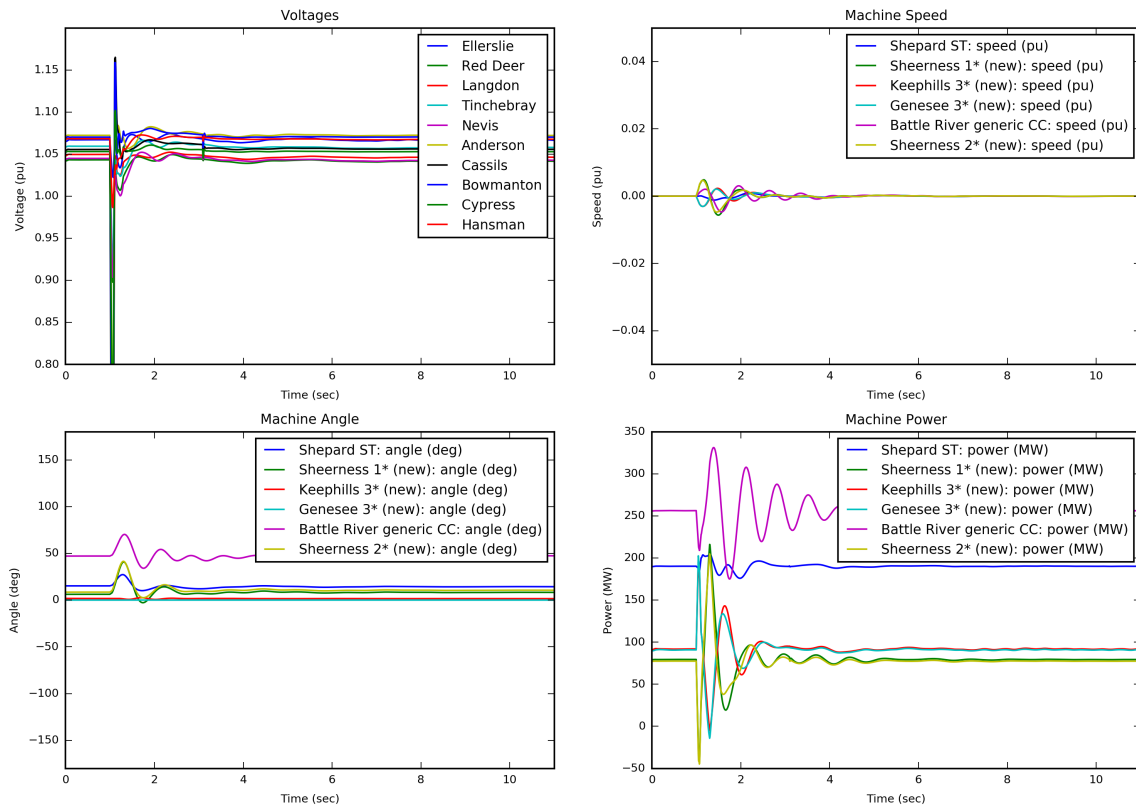 Voltages
1.15
1.10
1.05
1.00
0.95
0.90
0.85
0.80
Voltage (pu)
0 2 4 6 8 10
Time (sec)
Ellerslie
Red Deer
Langdon
Tinchebray
Nevis
Anderson
Cassils
Bowmanton
Cypress
Hansman
Machine Speed
0.04
0.02
0.00
−0.02
−0.04
Speed (pu)
0 2 4 6 8 10
Time (sec)
Shepard ST: speed (pu)
Sheerness 1* (new): speed (pu)
Keephills 3* (new): speed (pu)
Genesee 3* (new): speed (pu)
Battle River generic CC: speed (pu)
Sheerness 2* (new): speed (pu)
Machine Angle
150
100
50
0
−50
−100
−150
Angle (deg)
0 2 4 6 8 10
Time (sec)
Shepard ST: angle (deg)
Sheerness 1* (new): angle (deg)
Keephills 3* (new): angle (deg)
Genesee 3* (new): angle (deg)
Battle River generic CC: angle (deg)
Sheerness 2* (new): angle (deg)
Machine Power
350
300
250
200
150
100
50
0
−50
Power (MW)
0 2 4 6 8 10
Time (sec)
Shepard ST: power (MW)
Sheerness 1* (new): power (MW)
Keephills 3* (new): power (MW)
Genesee 3* (new): power (MW)
Battle River generic CC: power (MW)
Sheerness 2* (new): power (MW)